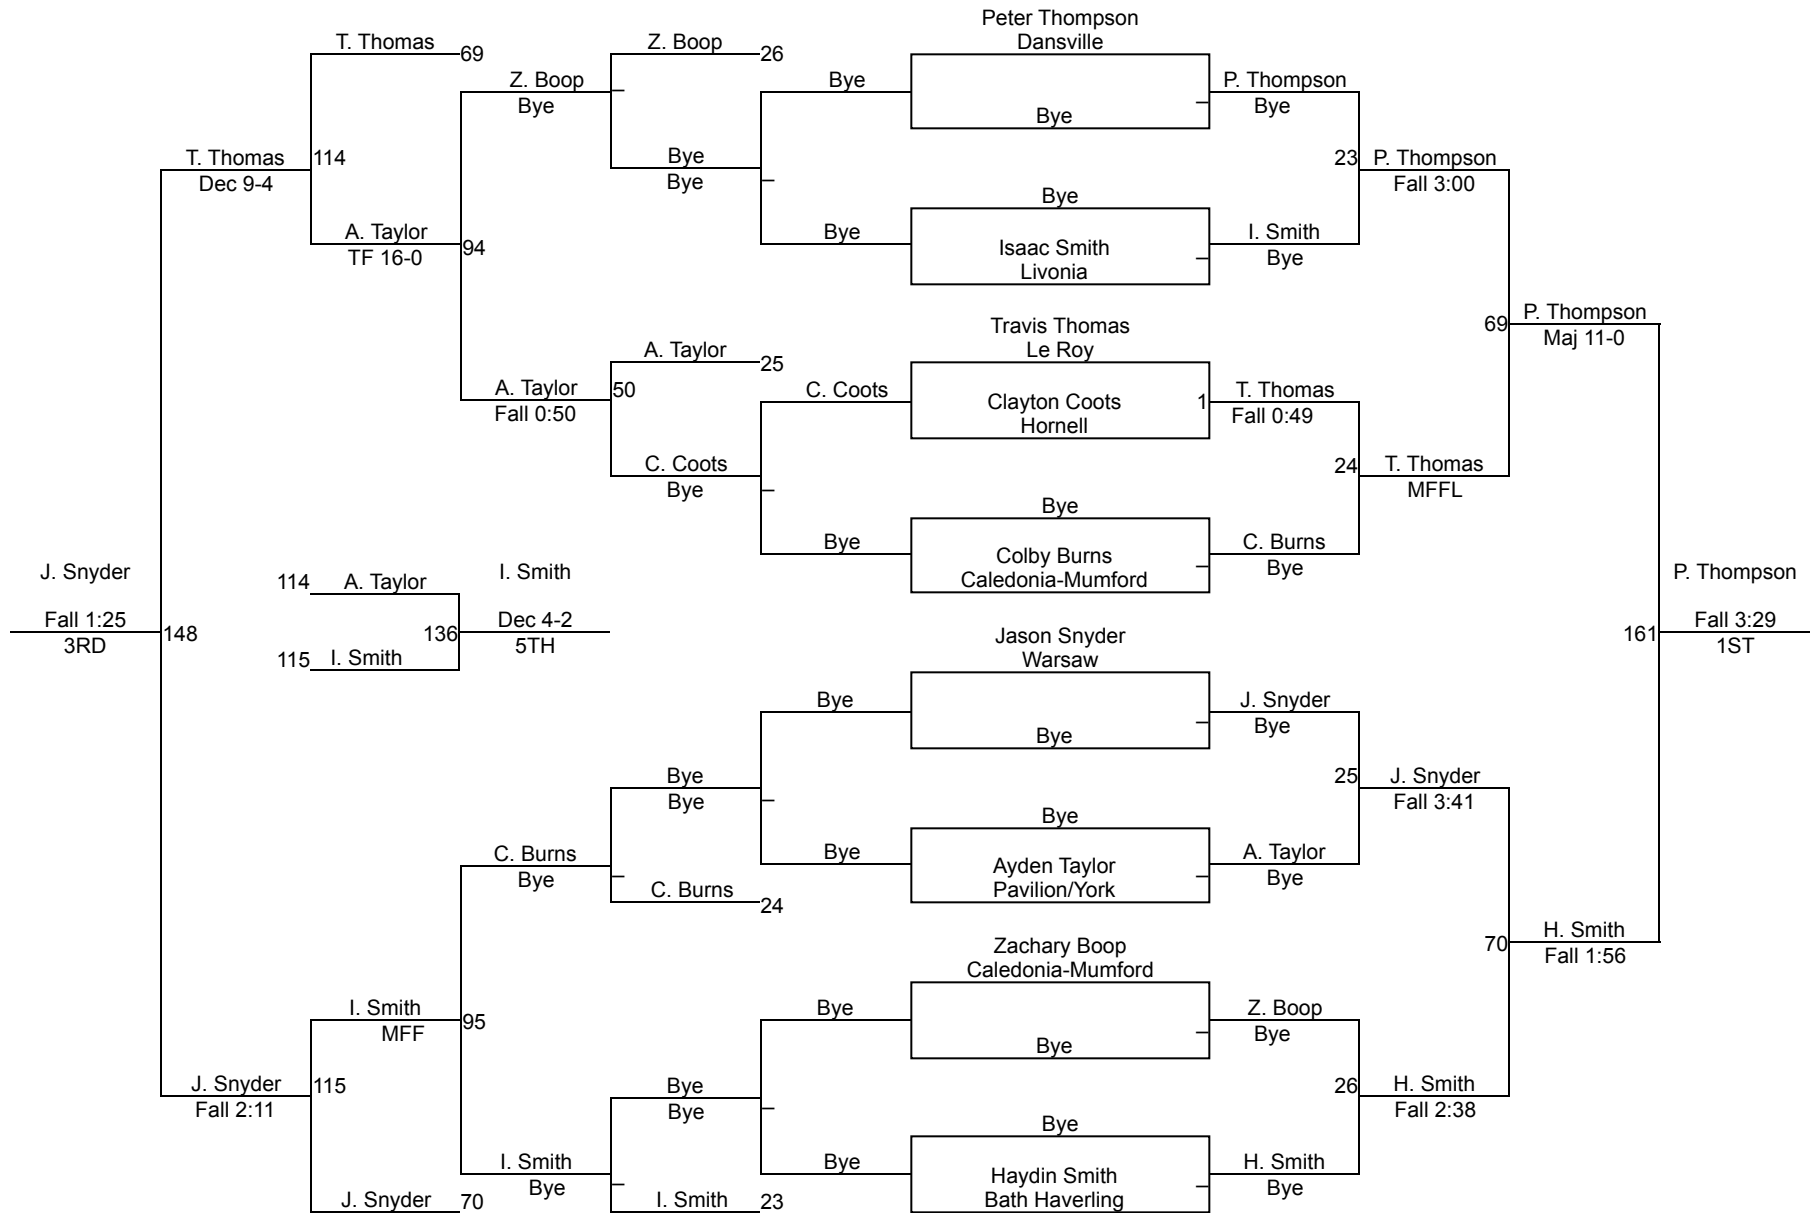 Peter Thompson
Dansville
T. Thomas
69
Z. Boop
26
Z. Boop
Bye
Bye
P. Thompson
Bye
Bye
T. Thomas
Dec 9-4
114
Bye
Bye
23
P. Thompson
Fall 3:00
Bye
A. Taylor
TF 16-0
94
Bye
Isaac Smith
Livonia
I. Smith
Bye
Travis Thomas
Le Roy
69
P. Thompson
Maj 11-0
A. Taylor
25
A. Taylor
Fall 0:50
50
C. Coots
Clayton Coots
Hornell
1
T. Thomas
Fall 0:49
C. Coots
Bye
24
T. Thomas
MFFL
Bye
Bye
Colby Burns
Caledonia-Mumford
C. Burns
Bye
J. Snyder
Fall 1:25
3RD
148
114
A. Taylor
115
I. Smith
136
I. Smith
Dec 4-2
5TH
P. Thompson
161
Fall 3:29
1ST
Jason Snyder
Warsaw
Bye
J. Snyder
Bye
Bye
Bye
Bye
25
J. Snyder
Fall 3:41
Bye
C. Burns
Bye
Bye
Ayden Taylor
Pavilion/York
A. Taylor
Bye
C. Burns
24
Zachary Boop
Caledonia-Mumford
70
H. Smith
Fall 1:56
I. Smith
MFF
95
Bye
Z. Boop
Bye
Bye
J. Snyder
Fall 2:11
115
Bye
Bye
26
H. Smith
Fall 2:38
Bye
I. Smith
Bye
Bye
Haydin Smith
Bath Haverling
H. Smith
Bye
J. Snyder
70
I. Smith
23